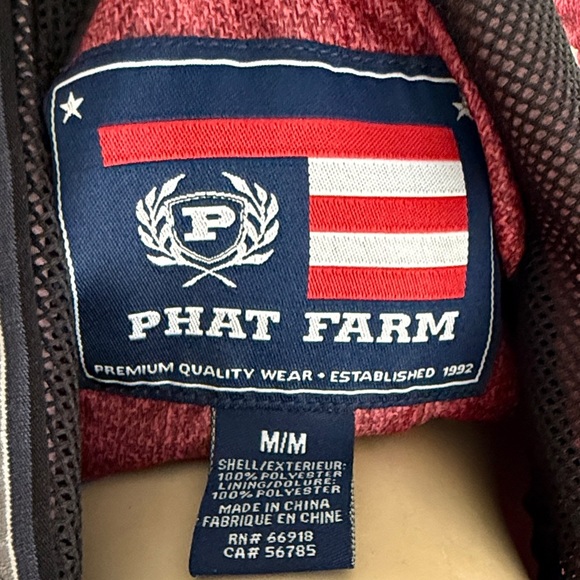 P
PHAT FARM
PREMIUM QUALITY WEAR • ESTABLISHED 1992
M/M
SHELL/EXTERIEUR:
100% POLYESTER
LINING/DOLURE:
100% POLYESTER
MADE IN CHINA
FABRIQUE EN CHINE
RN# 66918
CA# 56785